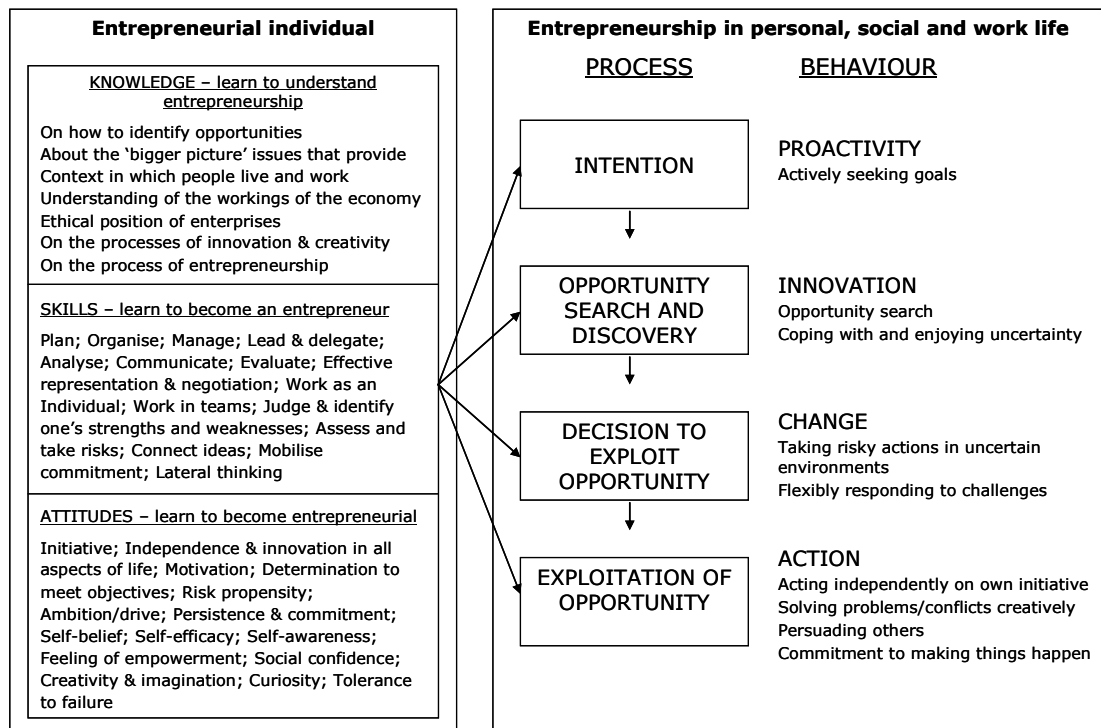 Entrepreneurial individual
KNOWLEDGE – learn to understand
entrepreneurship
On how to identify opportunities
About the ‘bigger picture’ issues that provide
Context in which people live and work
Understanding of the workings of the economy
Ethical position of enterprises
On the processes of innovation & creativity
On the process of entrepreneurship
SKILLS – learn to become an entrepreneur
Plan; Organise; Manage; Lead & delegate;
Analyse; Communicate; Evaluate; Effective
representation & negotiation; Work as an
Individual; Work in teams; Judge & identify
one’s strengths and weaknesses; Assess and
take risks; Connect ideas; Mobilise
commitment; Lateral thinking
ATTITUDES – learn to become entrepreneurial
Initiative; Independence & innovation in all
aspects of life; Motivation; Determination to
meet objectives; Risk propensity;
Ambition/drive; Persistence & commitment;
Self-belief; Self-efficacy; Self-awareness;
Feeling of empowerment; Social confidence;
Creativity & imagination; Curiosity; Tolerance
to failure
Entrepreneurship in personal, social and work life
PROCESS
BEHAVIOUR
INTENTION
PROACTIVITY
Actively seeking goals
OPPORTUNITY
SEARCH AND
DISCOVERY
INNOVATION
Opportunity search
Coping with and enjoying uncertainty
DECISION TO
EXPLOIT
OPPORTUNITY
CHANGE
Taking risky actions in uncertain
environments
Flexibly responding to challenges
EXPLOITATION OF
OPPORTUNITY
ACTION
Acting independently on own initiative
Solving problems/conflicts creatively
Persuading others
Commitment to making things happen